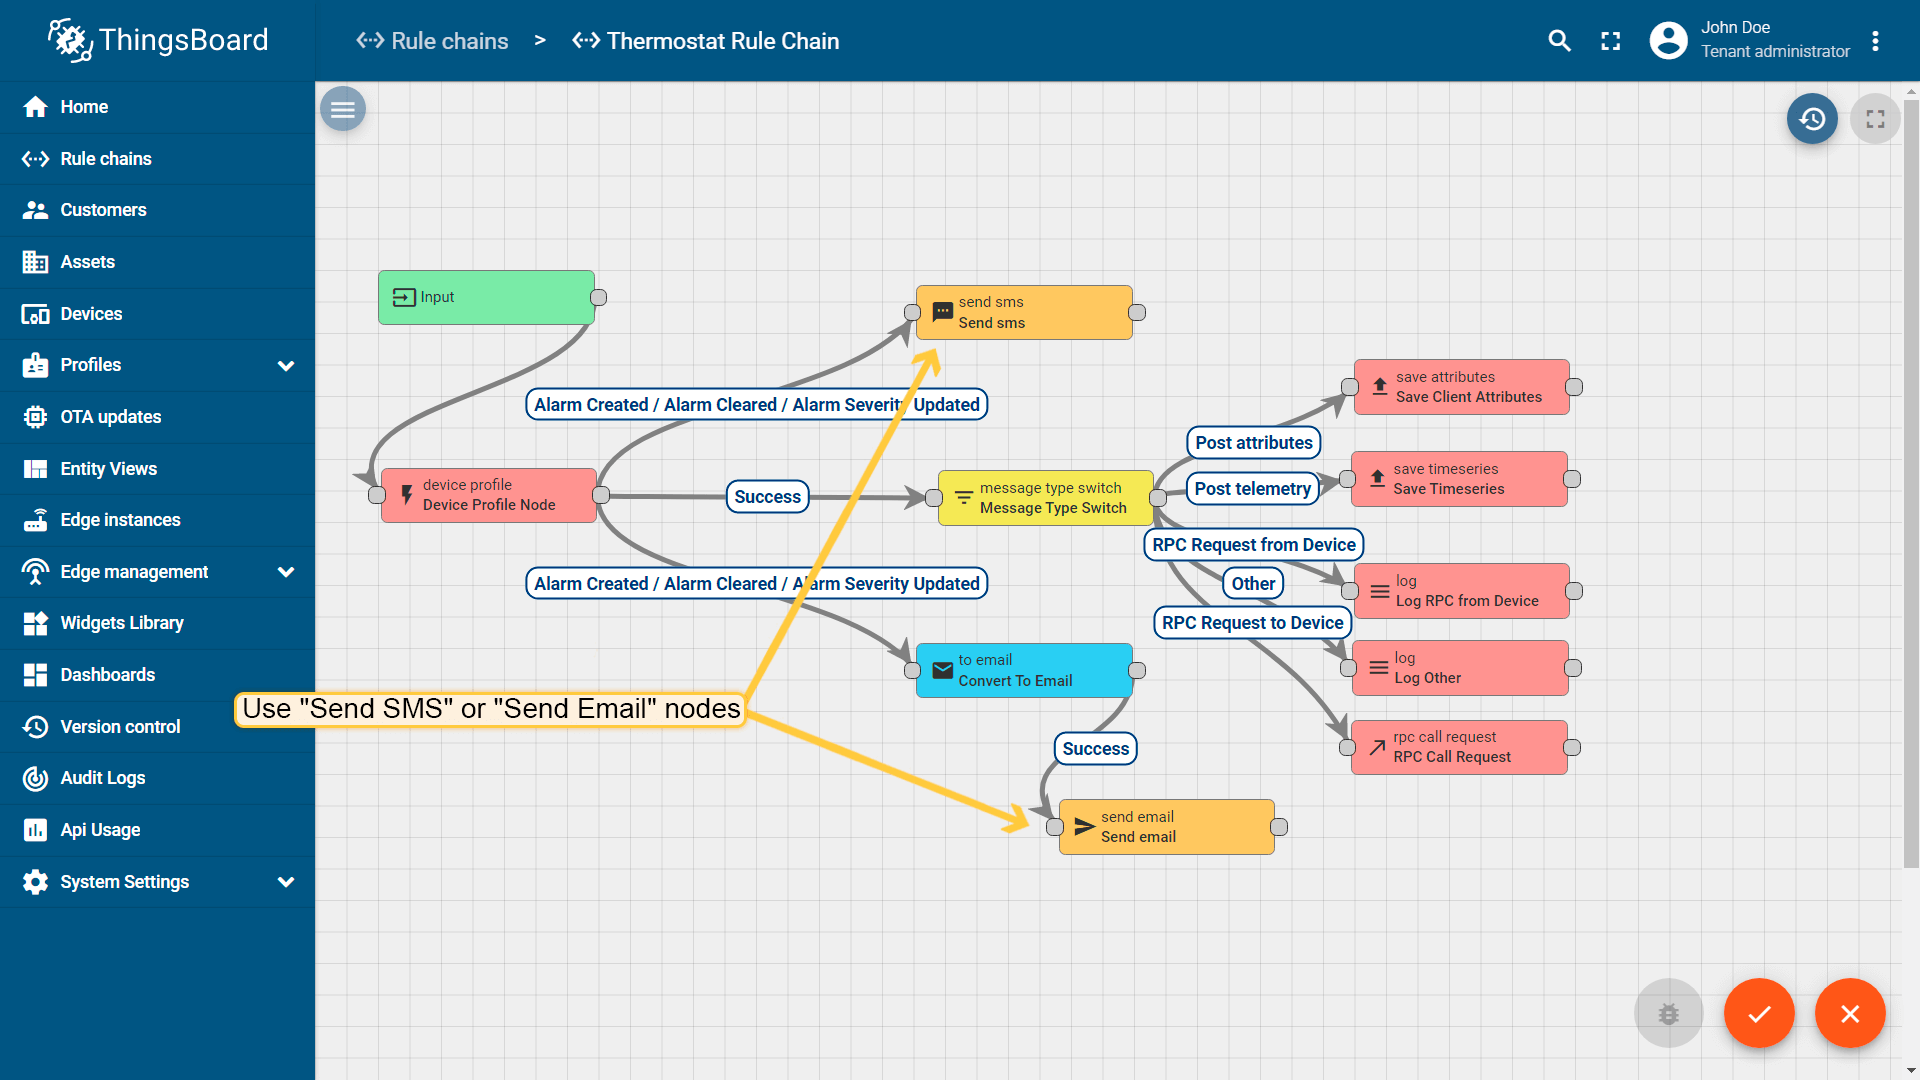 ThingsBoard
Rule chains > Thermostat Rule Chain
John Doe
Tenant administrator
Home
Rule chains
Customers
Assets
Devices
Profiles
OTA updates
Entity Views
Edge instances
Edge management
Widgets Library
Dashboards
Version control
Audit Logs
Api Usage
System Settings
Input
send sms
Send sms
Alarm Created / Alarm Cleared / Alarm Severity Updated
save attributes
Save Client Attributes
Post attributes
device profile
Device Profile Node
Success
message type switch
Message Type Switch
Post telemetry
save timeseries
Save Timeseries
RPC Request from Device
Alarm Created / Alarm Cleared / Alarm Severity Updated
Other
log
Log RPC from Device
RPC Request to Device
to email
Convert To Email
log
Log Other
Use "Send SMS" or "Send Email" nodes
Success
rpc call request
RPC Call Request
send email
Send email